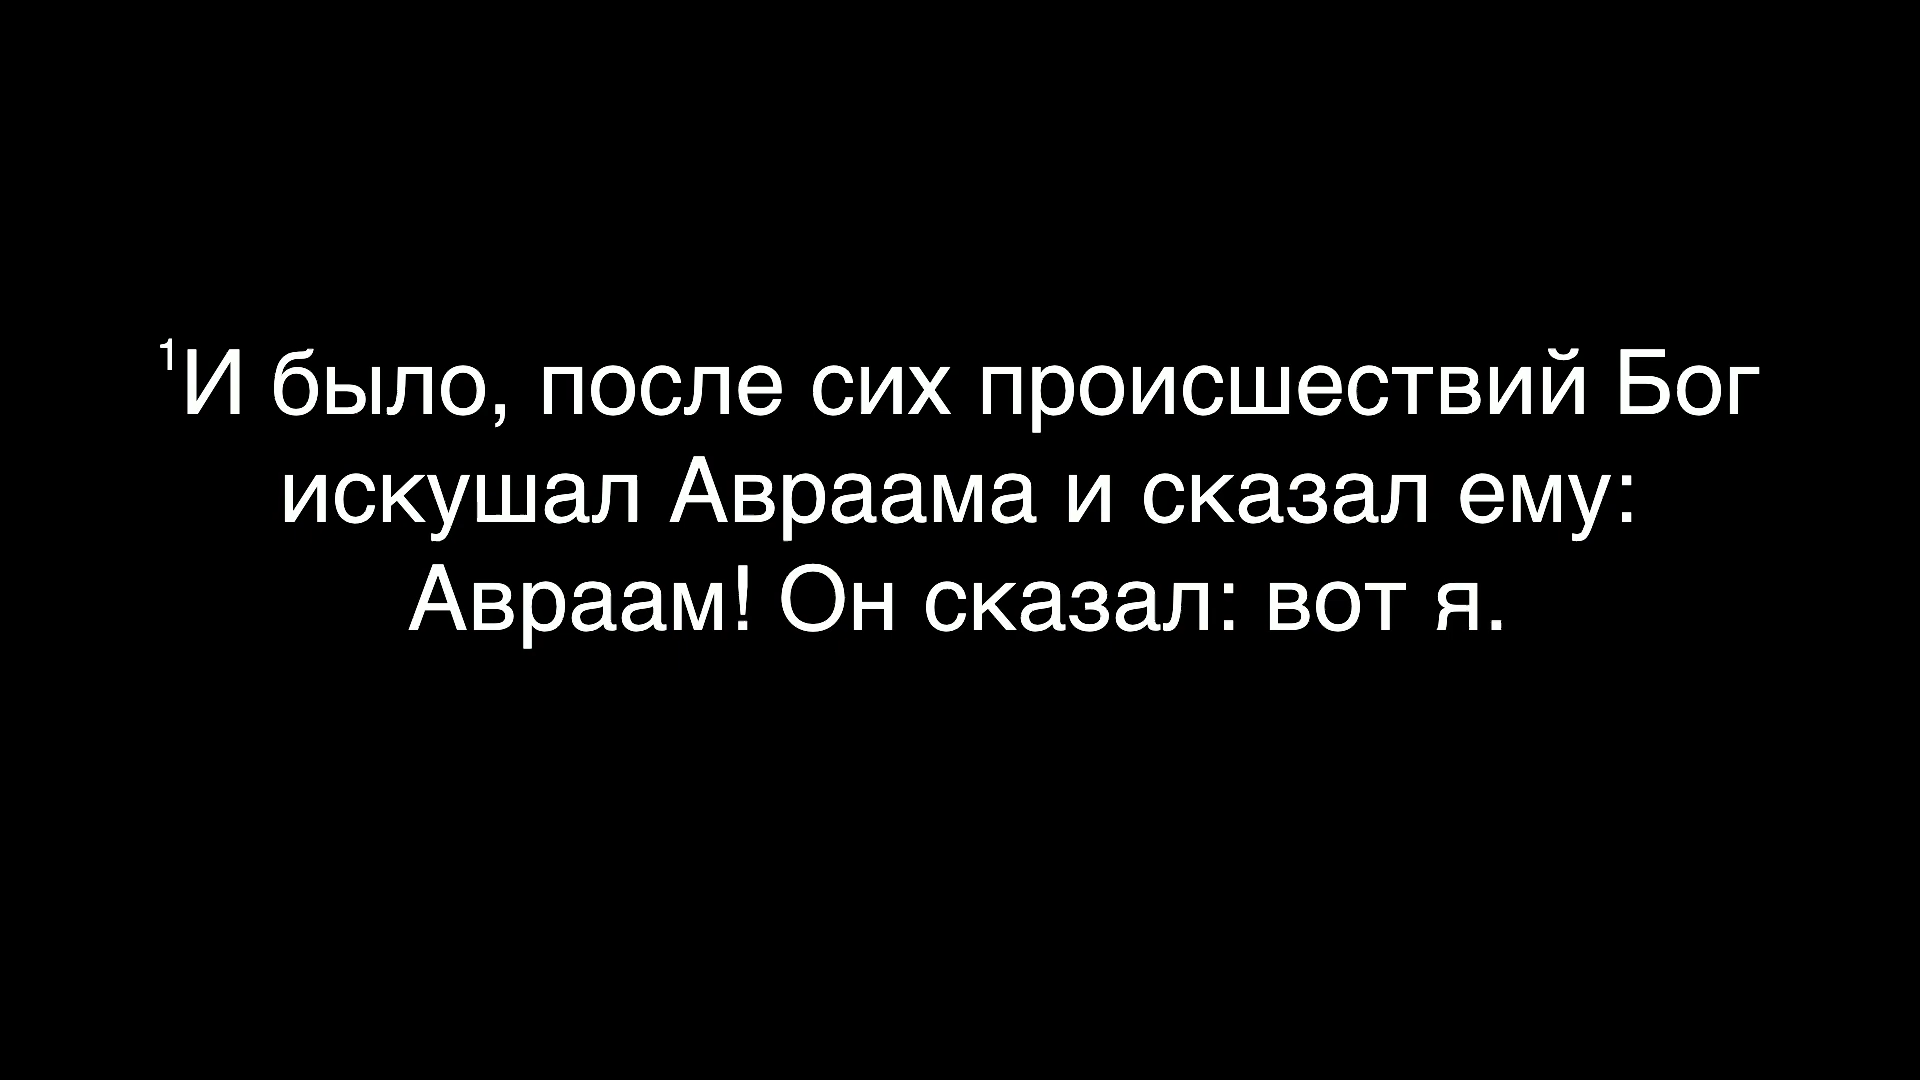 ¹И было, после сих происшествий Бог
искушал Авраама и сказал ему:
Авраам! Он сказал: вот я.